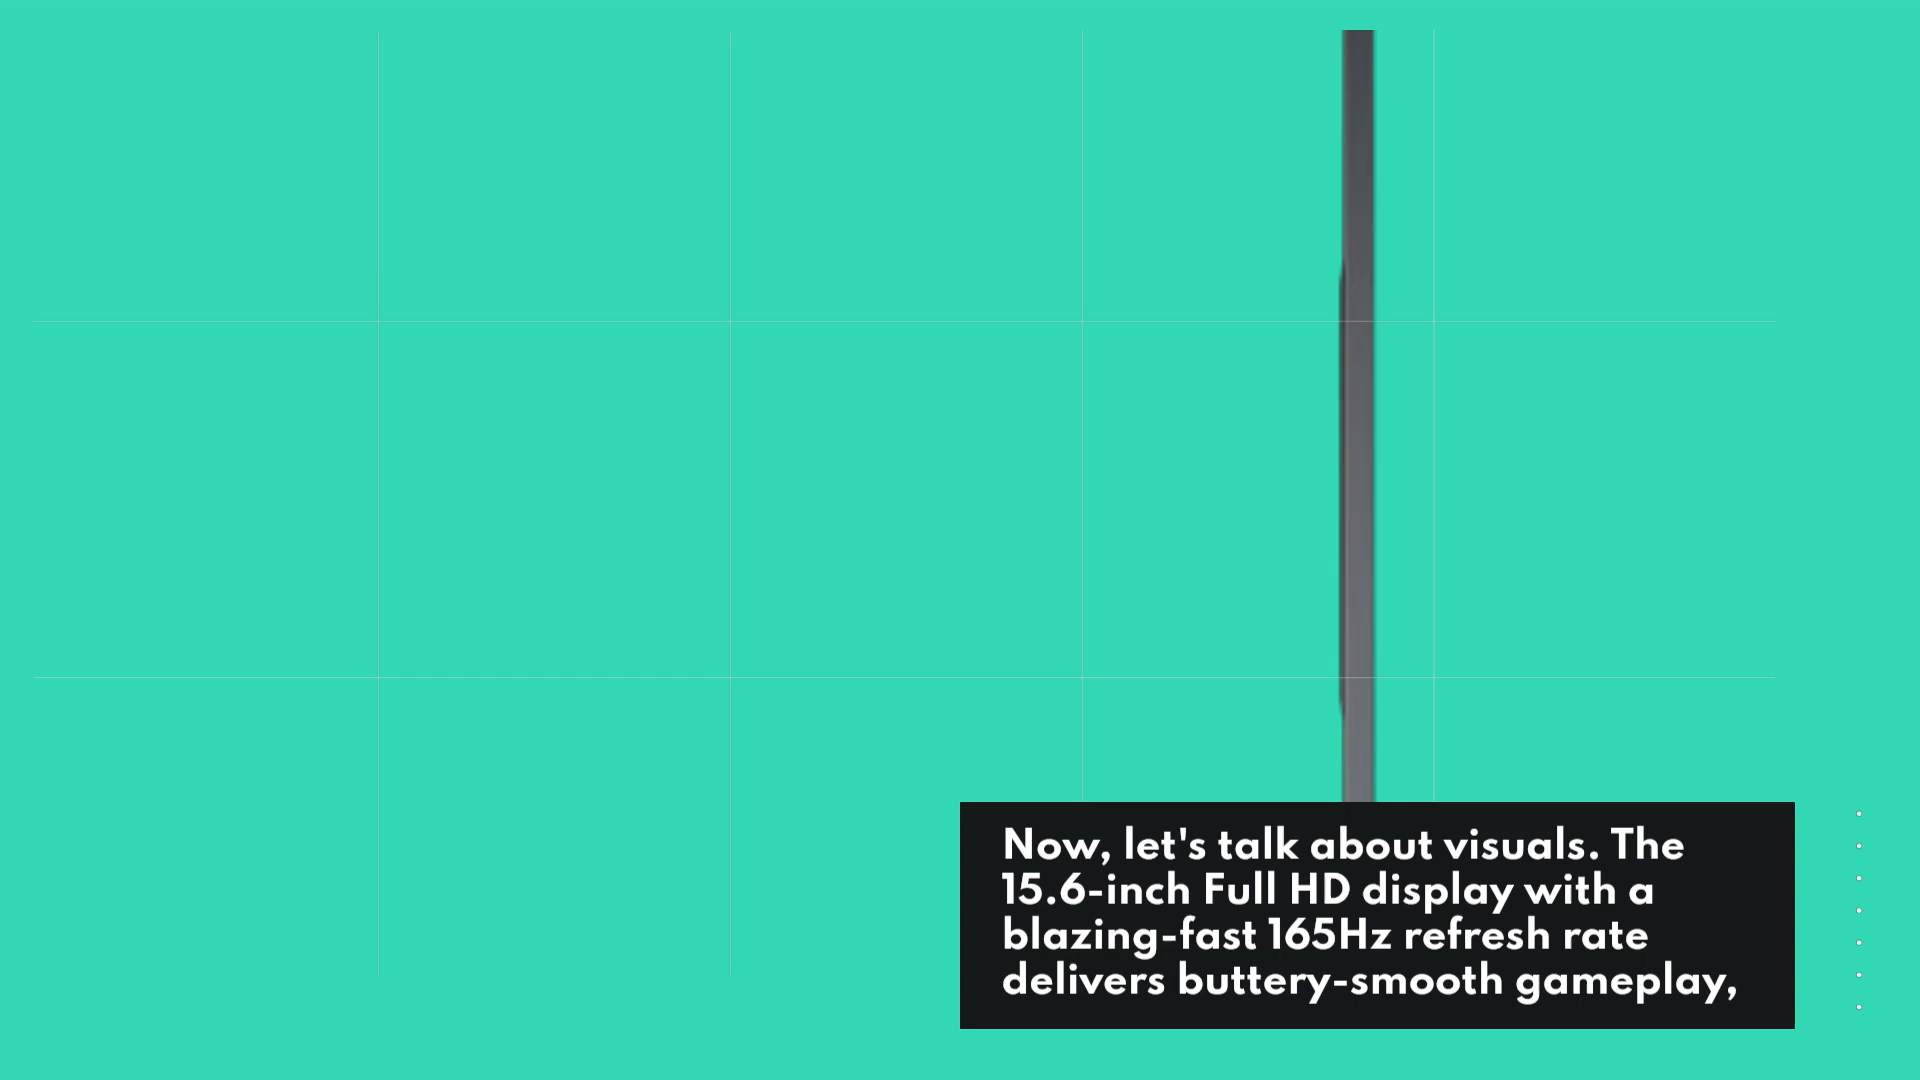 Now, let's talk about visuals. The
15.6-inch Full HD display with a
blazing-fast 165Hz refresh rate
delivers buttery-smooth gameplay,